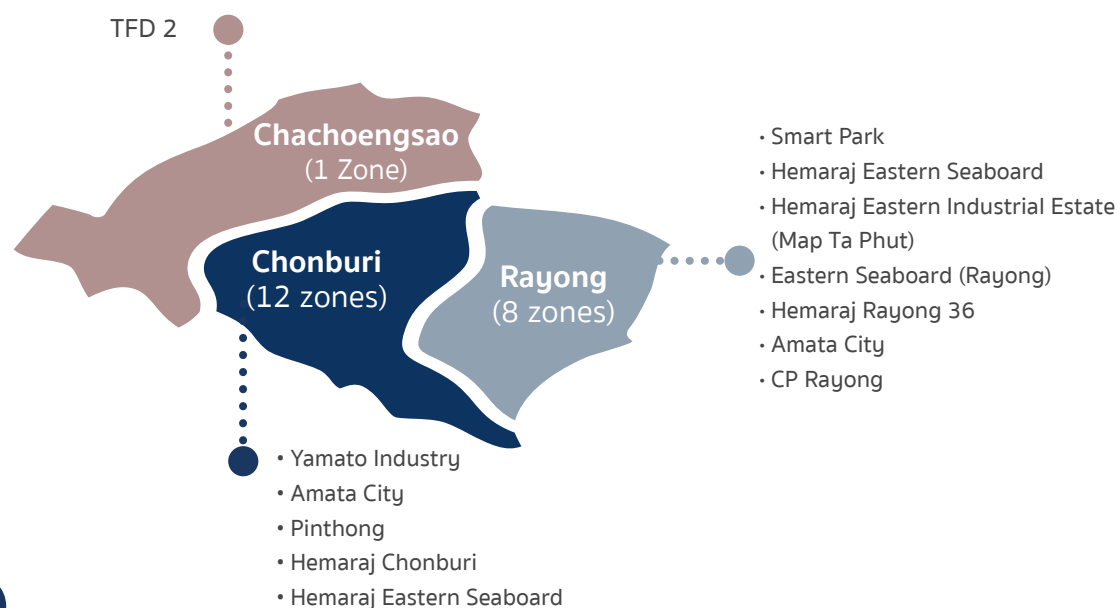 TFD 2
Chachoengsao
(1 Zone)
Chonburi
(12 zones)
Rayong
(8 zones)
• Smart Park
• Hemaraj Eastern Seaboard
• Hemaraj Eastern Industrial Estate
(Map Ta Phut)
• Eastern Seaboard (Rayong)
• Hemaraj Rayong 36
• Amata City
• CP Rayong
• Yamato Industry
• Amata City
• Pinthong
• Hemaraj Chonburi
• Hemaraj Eastern Seaboard